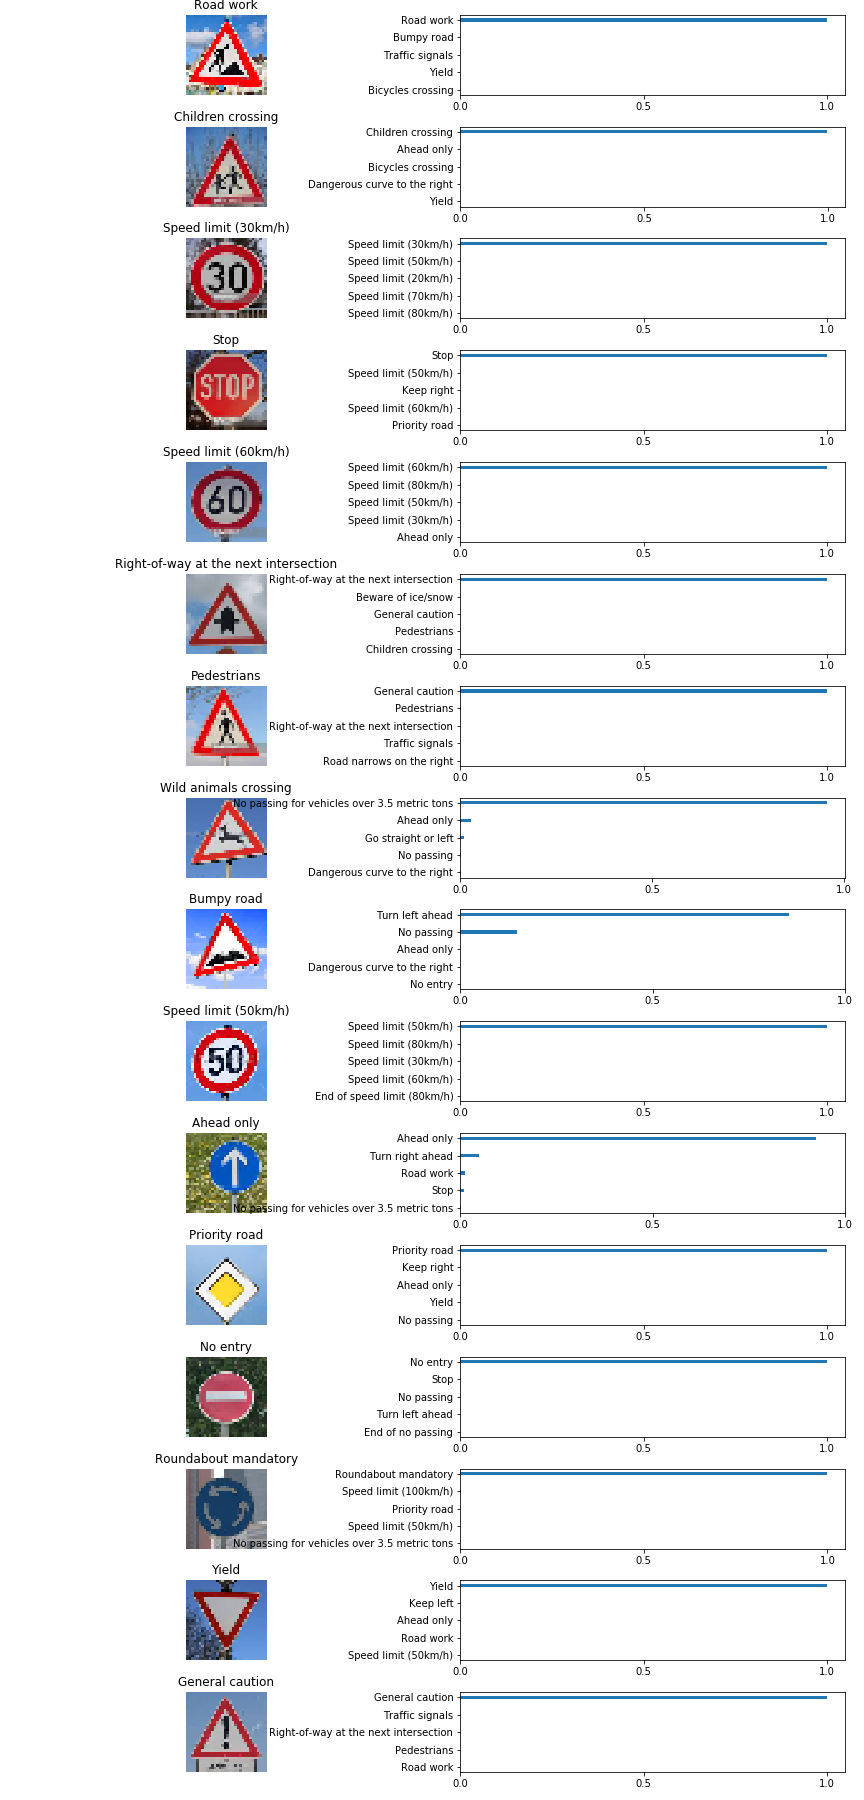 Road work
Road work
Bumpy road
Traffic signals
Yield
Bicycles crossing
0.0 0.5 1.0
Children crossing
Children crossing
Ahead only
Bicycles crossing
Dangerous curve to the right
Yield
0.0 0.5 1.0
Speed limit (30km/h)
30
Speed limit (30km/h)
Speed limit (50km/h)
Speed limit (20km/h)
Speed limit (70km/h)
Speed limit (80km/h)
0.0 0.5 1.0
Stop
STOP
Stop
Speed limit (50km/h)
Keep right
Speed limit (60km/h)
Priority road
0.0 0.5 1.0
Speed limit (60km/h)
60
Speed limit (60km/h)
Speed limit (80km/h)
Speed limit (50km/h)
Speed limit (30km/h)
Ahead only
0.0 0.5 1.0
Right-of-way at the next intersection
Right-of-way at the next intersection
Beware of ice/snow
General caution
Pedestrians
Children crossing
0.0 0.5 1.0
Pedestrians
General caution
Pedestrians
Right-of-way at the next intersection
Traffic signals
Road narrows on the right
0.0 0.5 1.0
Wild animals crossing
No passing for vehicles over 3.5 metric tons
Ahead only
Go straight or left
No passing
Dangerous curve to the right
0.0 0.5 1.0
Bumpy road
Turn left ahead
No passing
Ahead only
Dangerous curve to the right
No entry
0.0 0.5 1.0
Speed limit (50km/h)
50
Speed limit (50km/h)
Speed limit (80km/h)
Speed limit (30km/h)
Speed limit (60km/h)
End of speed limit (80km/h)
0.0 0.5 1.0
Ahead only
Ahead only
Turn right ahead
Road work
Stop
No passing for vehicles over 3.5 metric tons
0.0 0.5 1.0
Priority road
Priority road
Keep right
Ahead only
Yield
No passing
0.0 0.5 1.0
No entry
No entry
Stop
No passing
Turn left ahead
End of no passing
0.0 0.5 1.0
Roundabout mandatory
Roundabout mandatory
Speed limit (100km/h)
Priority road
Speed limit (50km/h)
No passing for vehicles over 3.5 metric tons
0.0 0.5 1.0
Yield
Yield
Keep left
Ahead only
Road work
Speed limit (50km/h)
0.0 0.5 1.0
General caution
General caution
Traffic signals
Right-of-way at the next intersection
Pedestrians
Road work
0.0 0.5 1.0